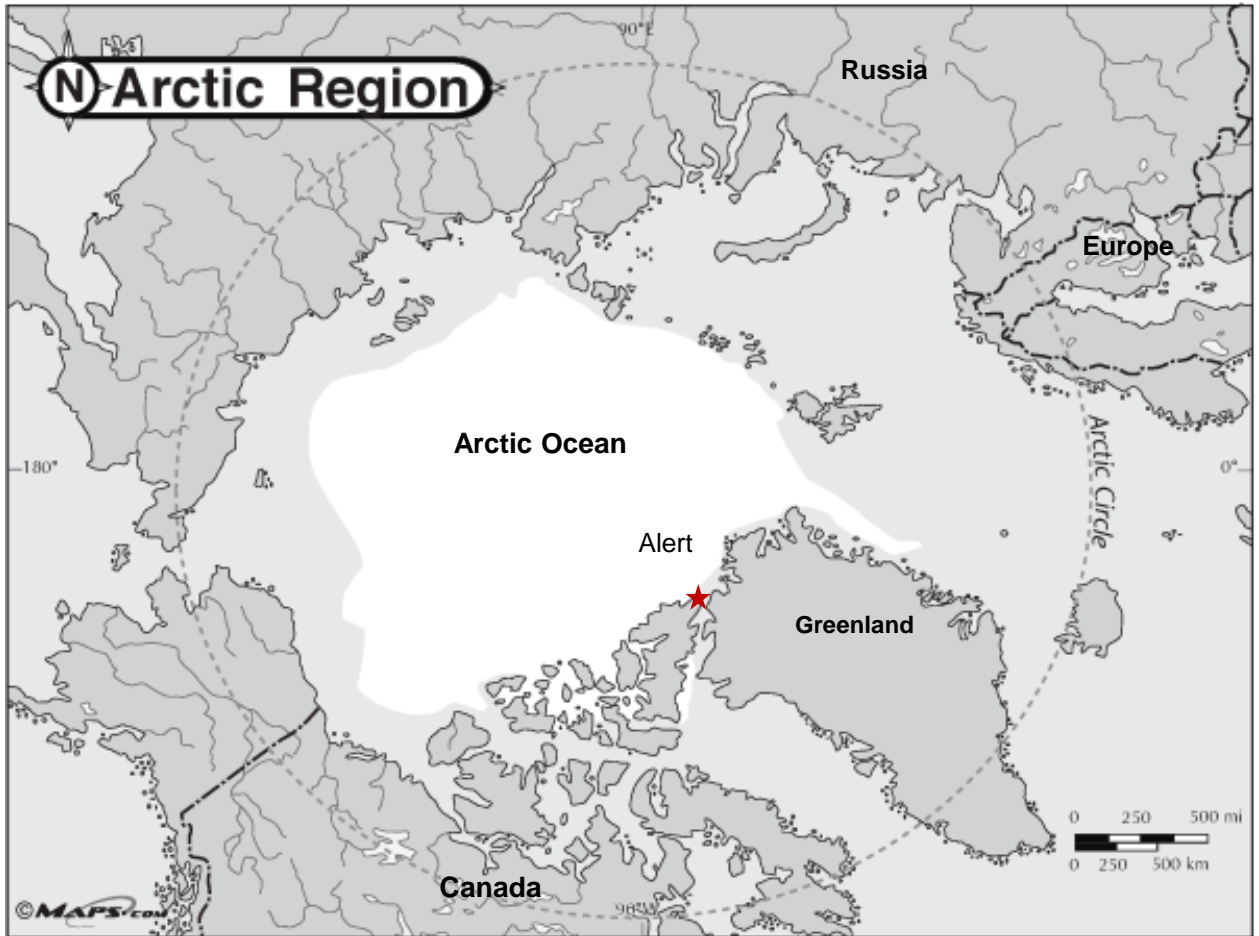 90°E
Russia
N Arctic Region
Europe
Arctic Ocean
Arctic Circle
180°
0°
Alert
Greenland
0 250 500 mi
0 250 500 km
Canada
90°W
©MAPS.COM